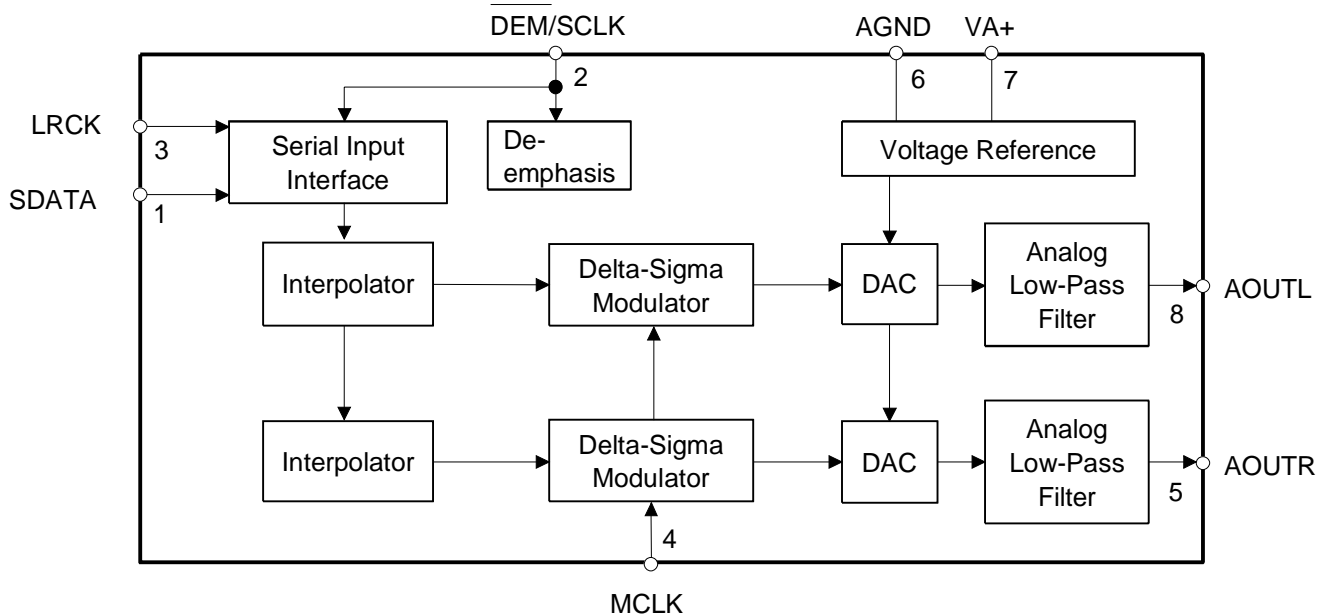 DEM/SCLK
AGND
VA+
2
6
7
LRCK
3
SDATA
1
Serial Input
Interface
De-
emphasis
Voltage Reference
Interpolator
Delta-Sigma
Modulator
DAC
Analog
Low-Pass
Filter
8
AOUTL
Interpolator
Delta-Sigma
Modulator
DAC
Analog
Low-Pass
Filter
5
AOUTR
4
MCLK